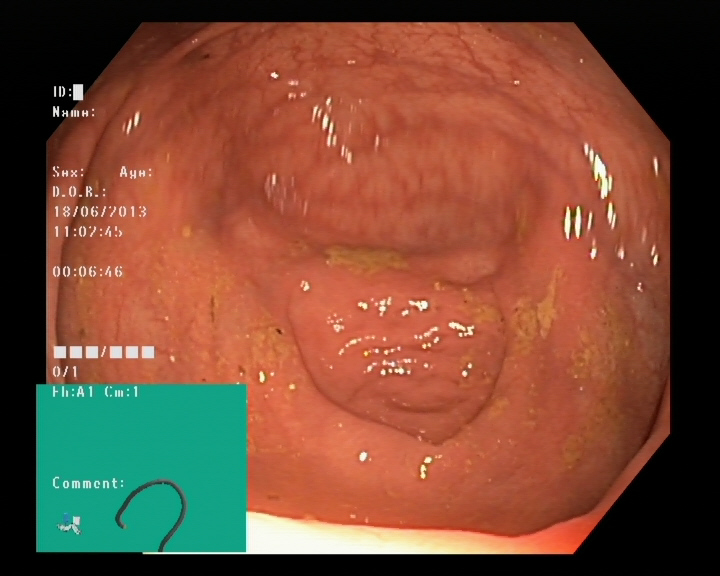 ID:
Name:
Sex: Age:
D.O.B.:
18/06/2013
11:02:45
00:06:46
/
0/1
Eh:A1 Cm:1
Comment: